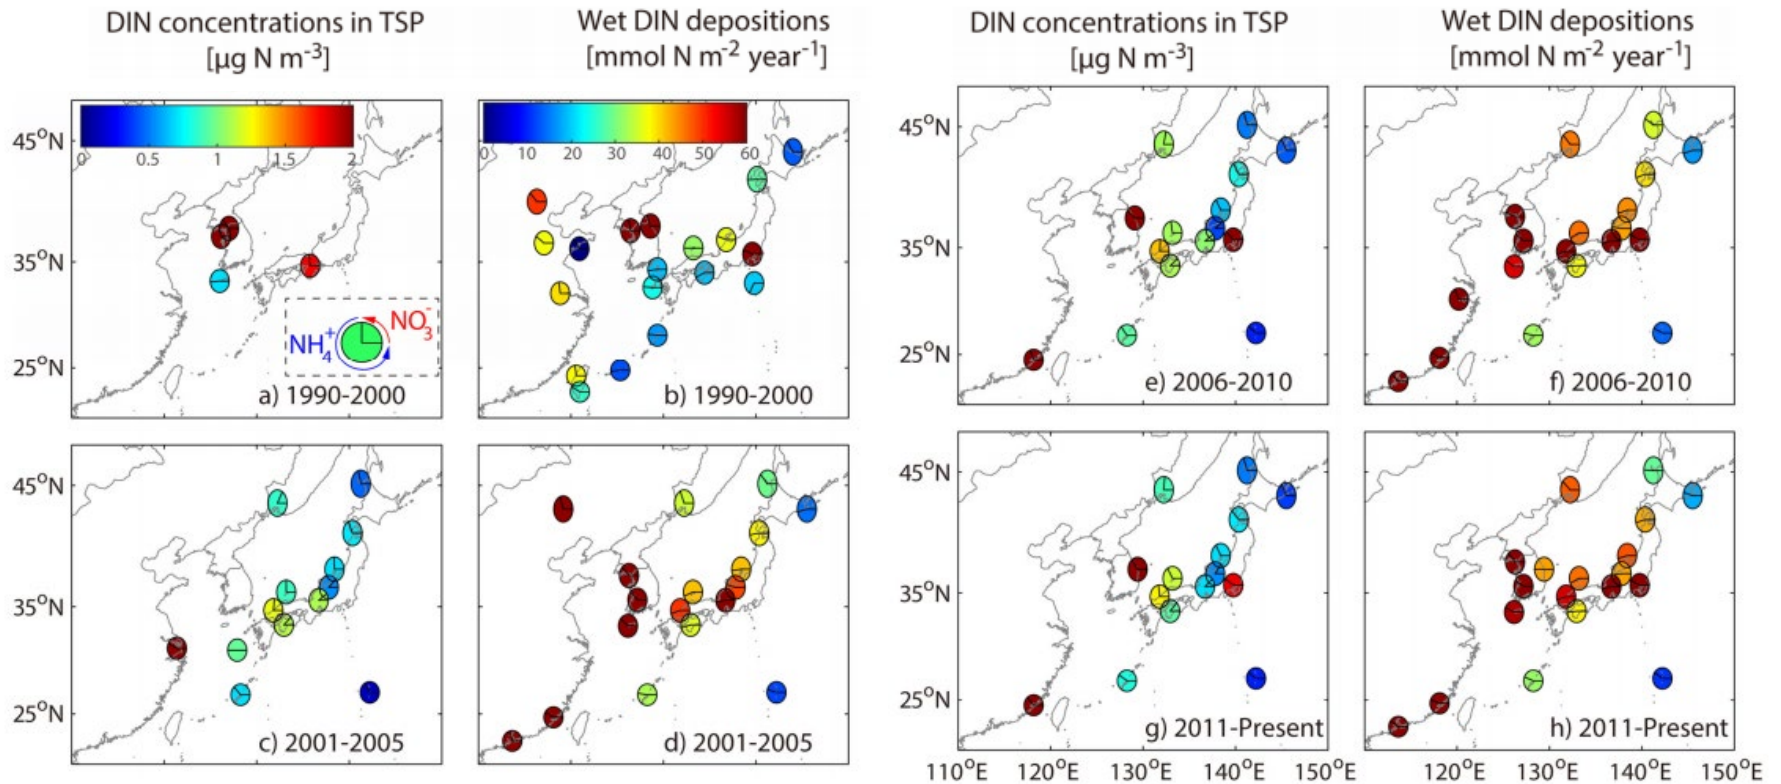 DIN concentrations in TSP
[µg N m-3]
Wet DIN depositions
[mmol N m-2 year-1]
DIN concentrations in TSP
[µg N m-3]
Wet DIN depositions
[mmol N m-2 year-1]
45°N
35°N
25°N
0 0.5 1 1.5 2
NH4+ NO3-
a) 1990-2000
0 10 20 30 40 50 60
b) 1990-2000
45°N
35°N
25°N
e) 2006-2010
f) 2006-2010
45°N
35°N
25°N
c) 2001-2005
d) 2001-2005
45°N
35°N
25°N
g) 2011-Present
h) 2011-Present
110°E 120°E 130°E 140°E 150°E
120°E 130°E 140°E 150°E